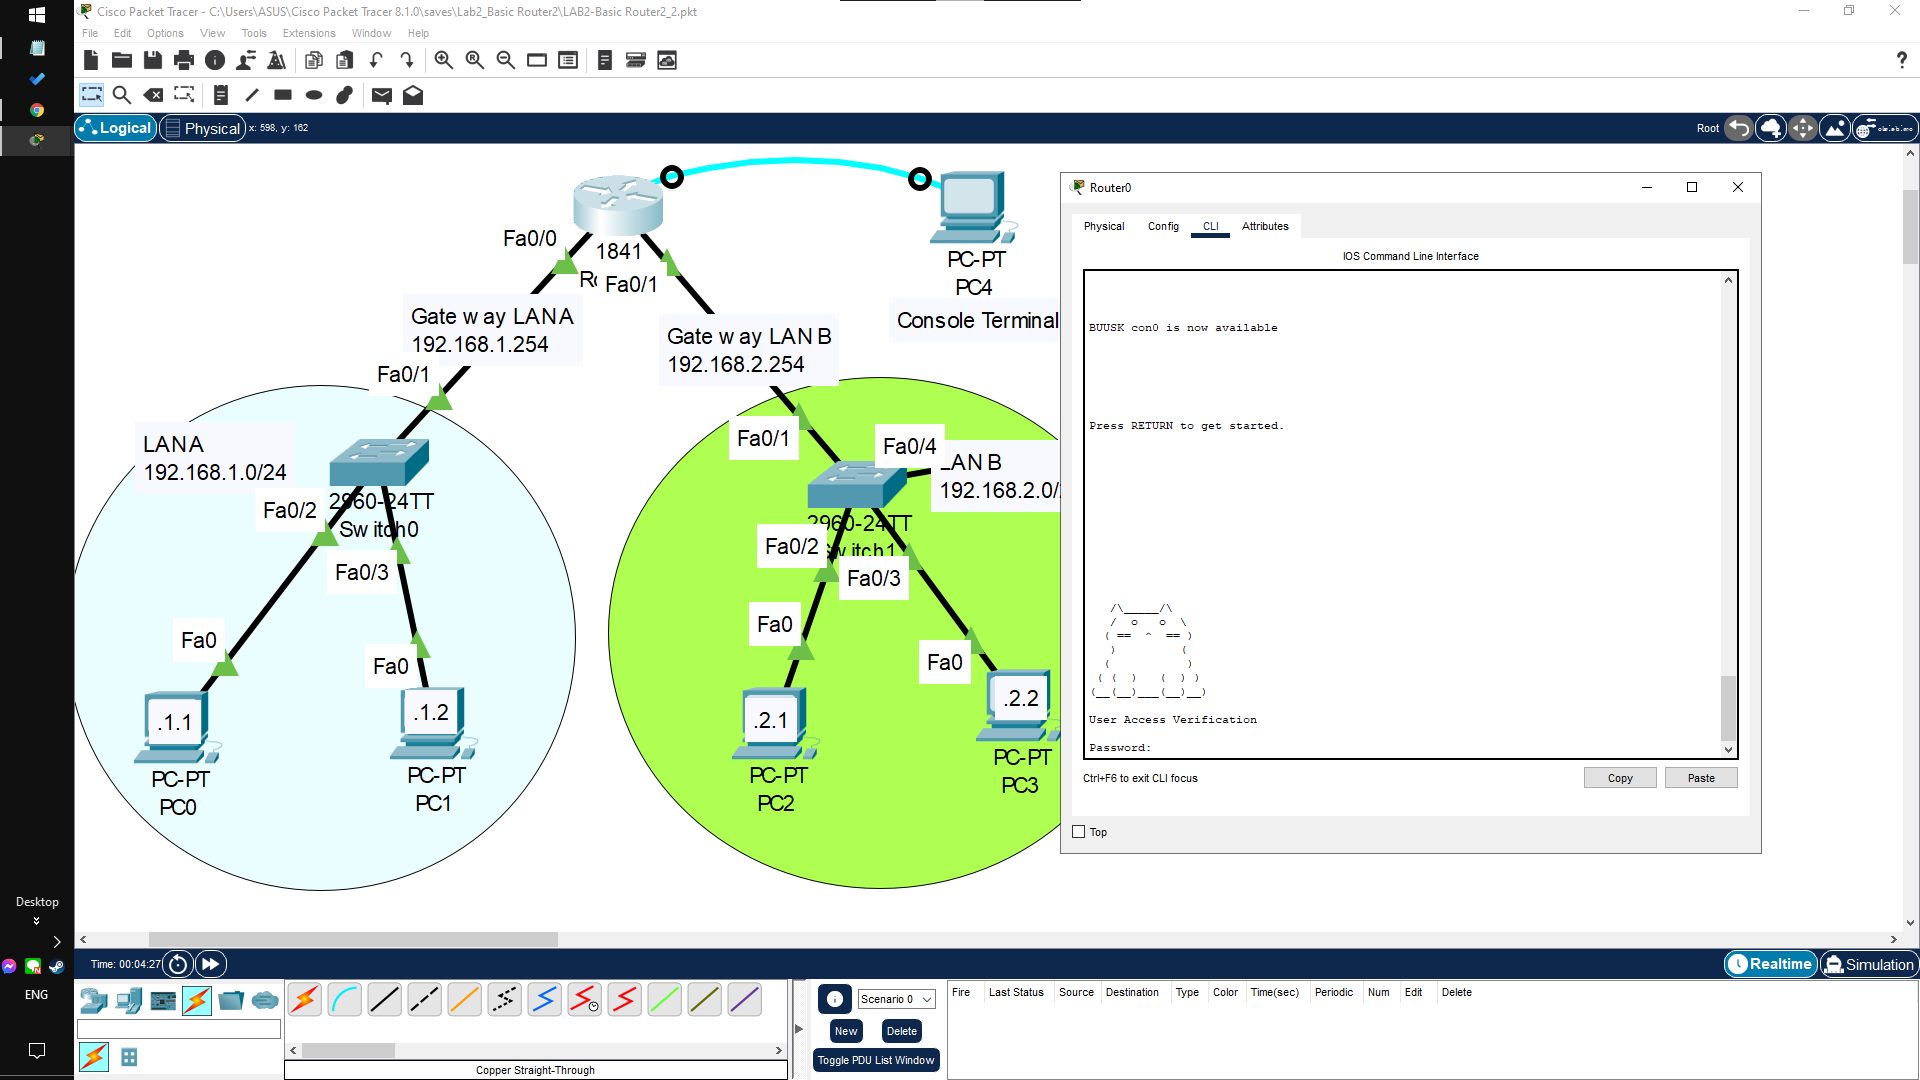 Cisco Packet Tracer - C:\Users\ASUS\Cisco Packet Tracer 8.1.0\saves\Lab2_Basic Router2\LAB2-Basic Router2_2.pkt
File Edit Options View Tools Extensions Window Help
Logical Physical x: 598, y: 162
Root
Fa0/0
1841
Fa0/1
PC-PT
PC4
Console Terminal
Gate w ay LAN A
192.168.1.254
Gate w ay LAN B
192.168.2.254
Fa0/1
LAN A
192.168.1.0/24
Fa0/2
2960-24TT
Sw itch0
Fa0/3
Fa0
Fa0
.1.1
PC-PT
PC0
.1.2
PC-PT
PC1
Fa0/1
Fa0/4
LAN B
192.168.2.0/
2960-24TT
Fa0/2
Sw itch1
Fa0/3
Fa0
Fa0
.2.1
PC-PT
PC2
.2.2
PC-PT
PC3
Router0
Physical Config CLI Attributes
IOS Command Line Interface
BUUSK con0 is now available
Press RETURN to get started.
/\_____/\
/  o   o  \
( ==  ^  == )
)         (
(           )
( (  )   (  ) )
(__(__)___(__)__)
User Access Verification
Password:
Ctrl+F6 to exit CLI focus
Copy Paste
Top
Desktop
ENG
Time: 00:04:27
Realtime Simulation
Scenario 0
New Delete
Toggle PDU List Window
Fire Last Status Source Destination Type Color Time(sec) Periodic Num Edit Delete
Copper Straight-Through